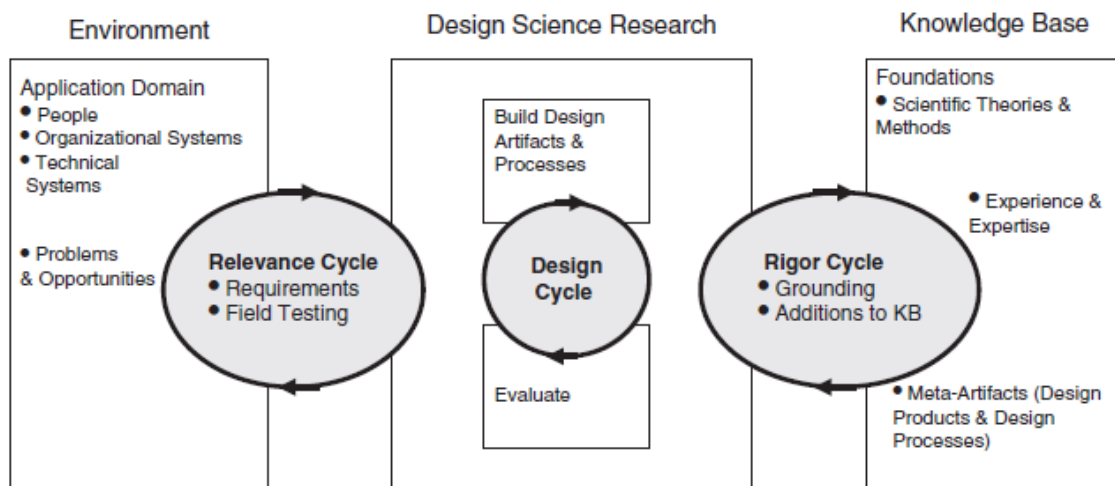 Environment
Design Science Research
Knowledge Base
Application Domain
• People
• Organizational Systems
• Technical
Systems
• Problems
& Opportunities
Relevance Cycle
• Requirements
• Field Testing
Build Design
Artifacts &
Processes
Design
Cycle
Evaluate
Rigor Cycle
• Grounding
• Additions to KB
Foundations
• Scientific Theories &
Methods
• Experience &
Expertise
• Meta-Artifacts (Design
Products & Design
Processes)